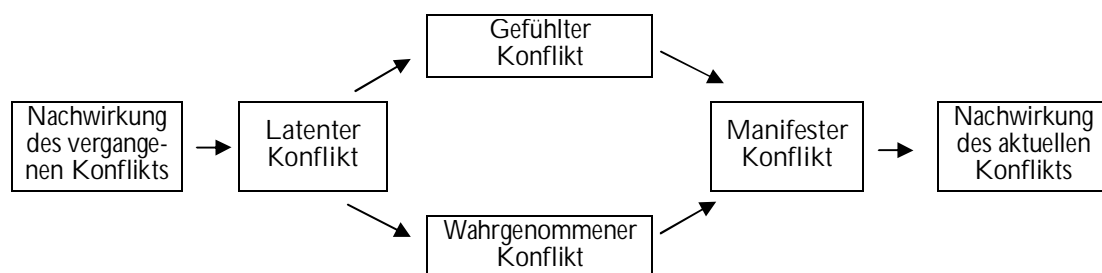 Nachwirkung
des vergange-
nen Konflikts
Latenter
Konflikt
Gefühlter
Konflikt
Wahrgenommener
Konflikt
Manifester
Konflikt
Nachwirkung
des aktuellen
Konflikts